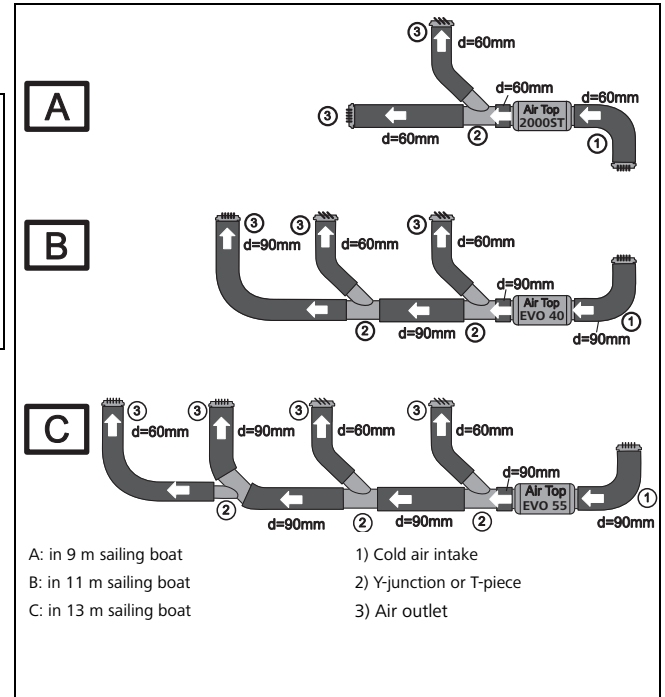 A
3
d=60mm
d=60mm
Air Top
2000ST
d=60mm
3
d=60mm
2
1
B
3
d=90mm
3
d=60mm
3
d=60mm
d=90mm
Air Top
EVO 40
1
2
d=90mm
2
d=90mm
C
3
d=60mm
3
d=90mm
3
d=60mm
3
d=60mm
d=90mm
Air Top
EVO 55
1
2
d=90mm
2
d=90mm
2
d=90mm
A: in 9 m sailing boat
B: in 11 m sailing boat
C: in 13 m sailing boat
1) Cold air intake
2) Y-junction or T-piece
3) Air outlet